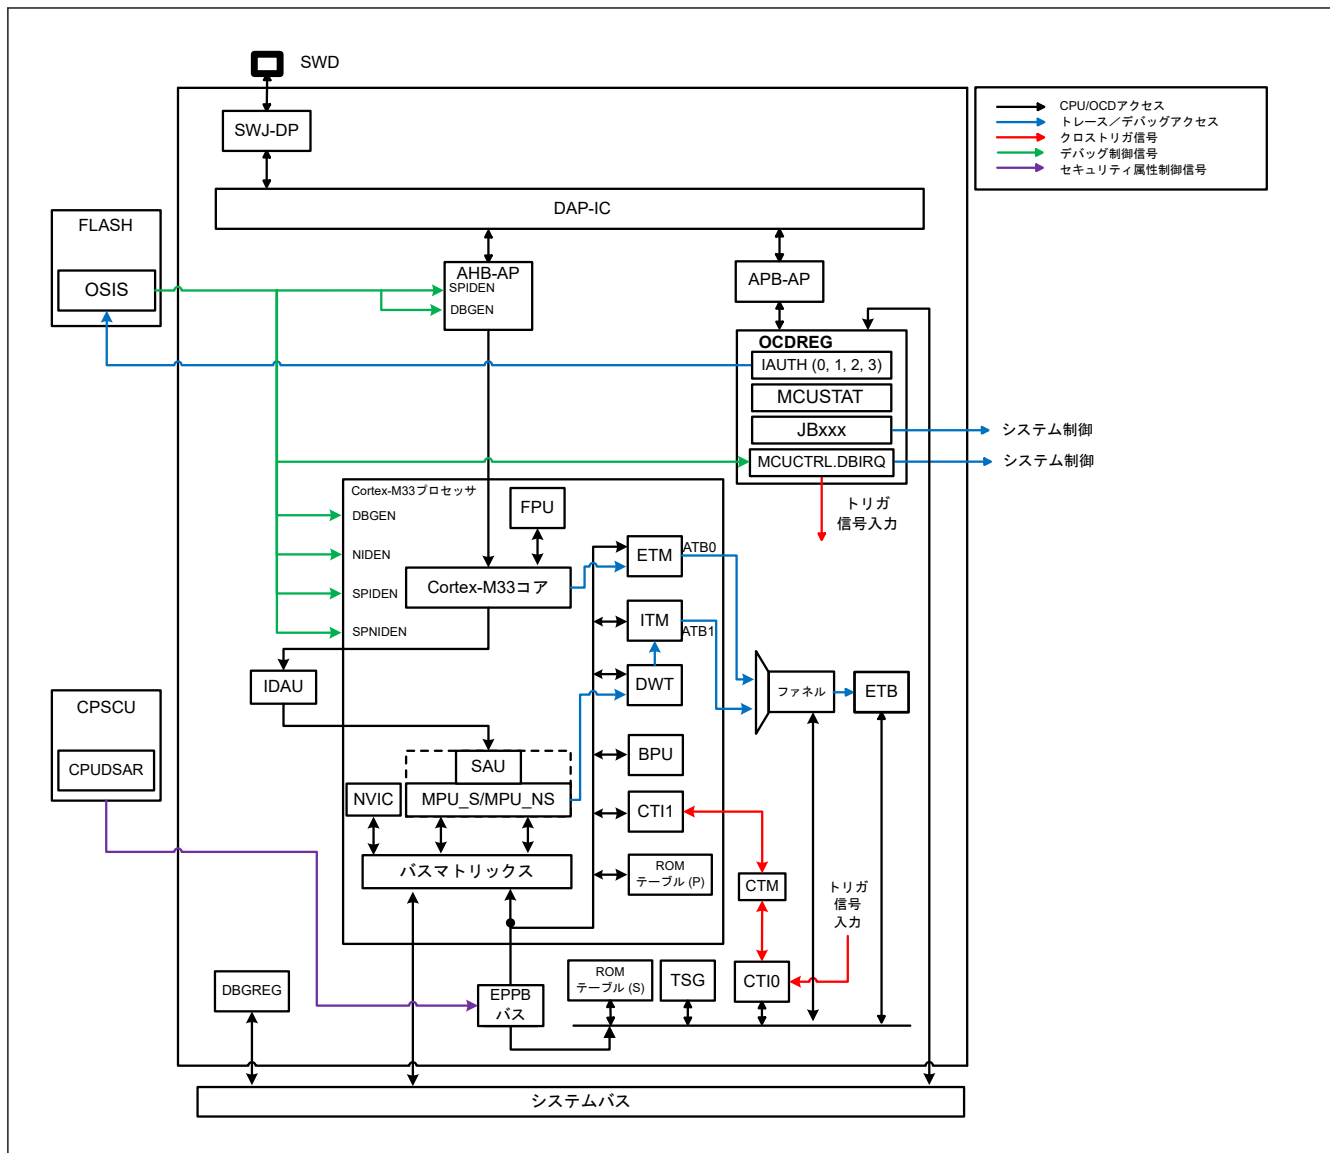 SWD
CPU/OCDアクセス
トレース／デバッグアクセス
クロストリガ信号
デバッグ制御信号
セキュリティ属性制御信号
SWJ-DP
DAP-IC
FLASH
OSIS
AHB-AP
SPIDEN
DBGEN
APB-AP
OCDREG
IAUTH (0, 1, 2, 3)
MCUSTAT
JBxxx
システム制御
MCUCTRL.DBIRQ
システム制御
トリガ
信号入力
Cortex-M33プロセッサ
DBGEN
NIDEN
SPIDEN
SPNIDEN
FPU
Cortex-M33コア
ETM
ATB0
ITM
ATB1
DWT
IDAU
ファネル
ETB
CPSCU
CPUDSAR
SAU
MPU_S/MPU_NS
NVIC
BPU
CTI1
バスマトリックス
ROM
テーブル (P)
CTM
トリガ
信号
入力
DBGREG
EPPB
バス
ROM
テーブル (S)
TSG
CTI0
システムバス